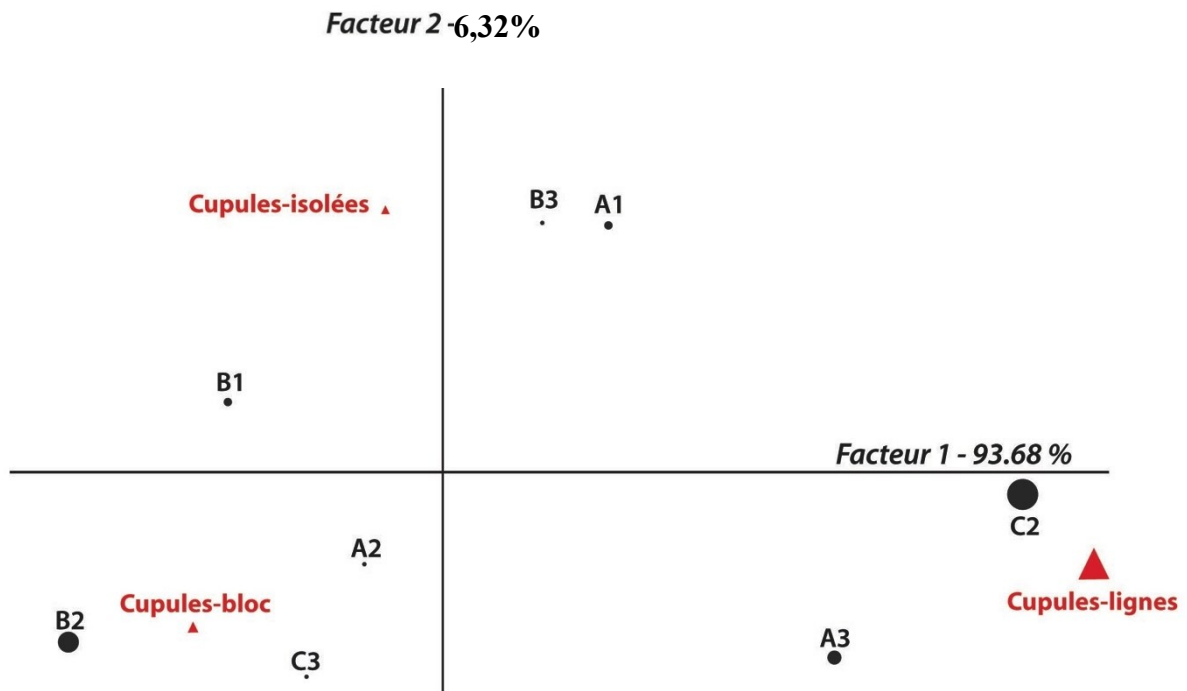 Facteur 2 -6,32%
Cupules-isolées
B3
A1
B1
Facteur 1 - 93.68 %
C2
A2
Cupules-bloc
Cupules-lignes
B2
A3
C3